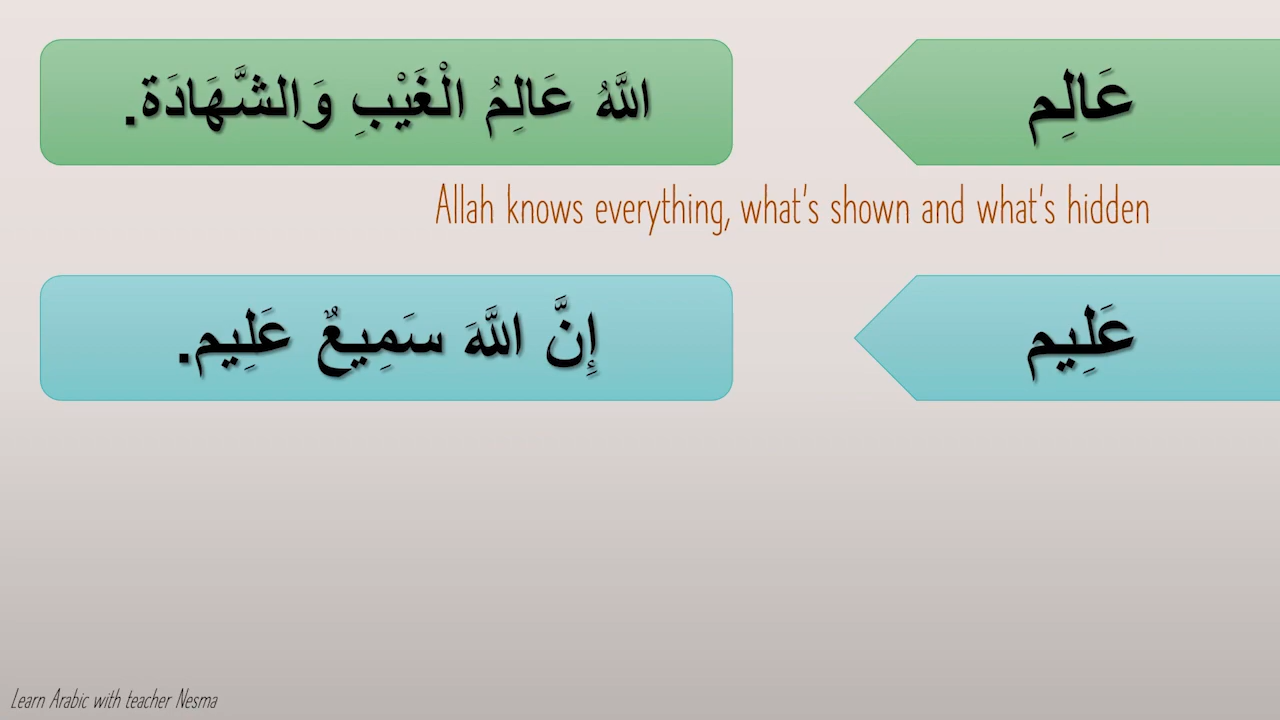 عَالِم
اللَّهُ عَالِمُ الْغَيْبِ وَالشَّهَادَة.
Allah knows everything, what's shown and what's hidden
عَلِيم
إِنَّ اللَّهَ سَمِيعٌ عَلِيم.
Learn Arabic with teacher Nesma